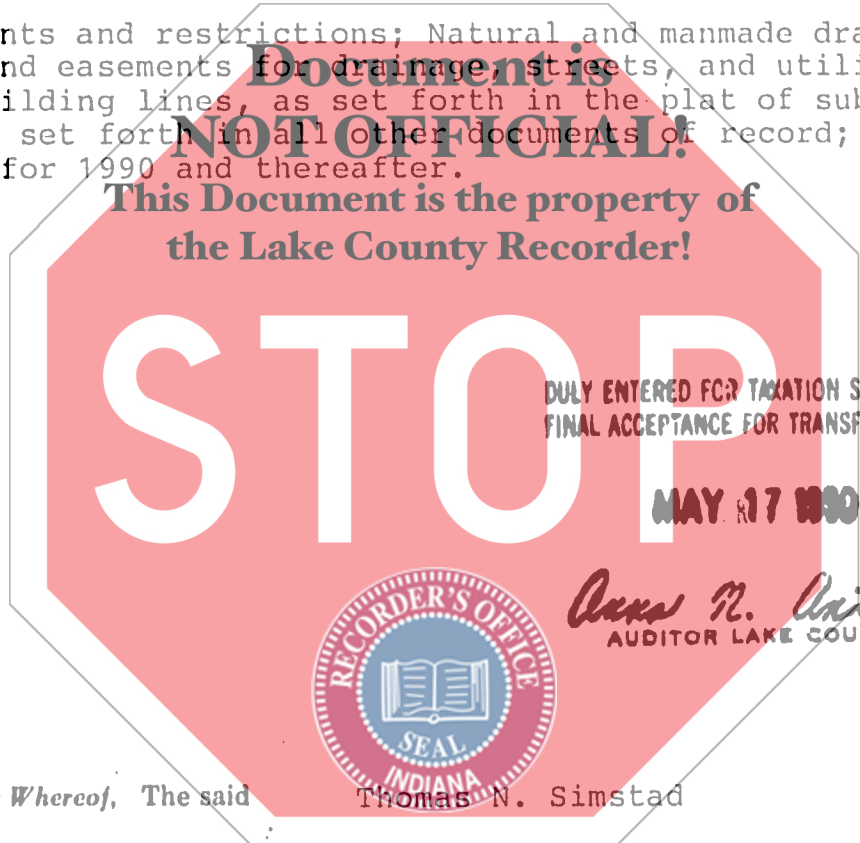 nts and restrictions; Natural and manmade dra
nd easements for drainage, streets, and utili
Document is
ilding lines, as set forth in the plat of sub
set forth in all other documents of record;
NOT OFFICIAL!
for 1990 and thereafter.
This Document is the property of
the Lake County Recorder!
STOP
DULY ENTERED FOR TAXATION S
FINAL ACCEPTANCE FOR TRANSF
MAY 17 1990
Anna N.
AUDITOR LAKE COU
RECORDER'S OFFICE
SEAL
INDIANA
Whereof, The said Thomas N. Simstad